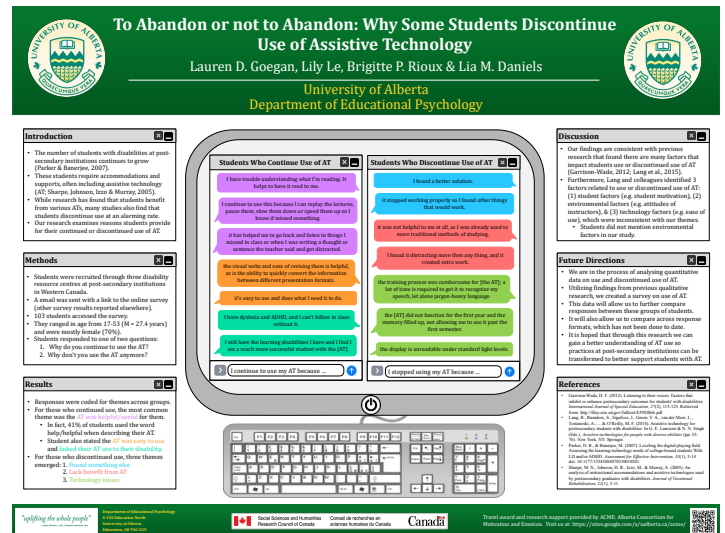 To Abandon or not to Abandon: Why Some Students Discontinue
Use of Assistive Technology
Lauren D. Goegan, Lily Le, Brigitte P. Rioux & Lia M. Daniels
University of Alberta
Department of Educational Psychology
UNIVERSITY OF ALBERTA
QUAECUMQUE VERA
UNIVERSITY OF ALBERTA
QUAECUMQUE VERA
Introduction
• The number of students with disabilities at post-
secondary institutions continues to grow
(Parker & Banerjee, 2007).
• These students require accommodations and
supports, often including assistive technology
(AT; Sharpe, Johnson, Izzo & Murray, 2005).
• While research has found that students benefit
from various ATs, many studies also find that
students discontinue use at an alarming rate.
• Our research examines reasons students provide
for their continued or discontinued use of AT.
Methods
• Students were recruited through three disability
resource centres at post-secondary institutions
in Western Canada.
• A email was sent with a link to the online survey
(other survey results reported elsewhere).
• 103 students accessed the survey.
• They ranged in age from 17-53 (M = 27.4 years)
and were mostly female (70%).
• Students responded to one of two questions:
1. Why do you continue to use the AT?
2. Why don't you use the AT anymore?
Results
• Responses were coded for themes across groups.
• For those who continued use, the most common
theme was the AT was helpful/useful for them.
• In fact, 41% of students used the word
help/helpful when describing their AT.
• Student also stated the AT was easy to use
and linked their AT use to their disability.
• For those who discontinued use, three themes
emerged: 1. Found something else
2. Lack benefit from AT
3. Technology issues
Students Who Continue Use of AT
I have trouble understanding what I'm reading. It
helps to have it read to me.
I continue to use this because I can replay the lectures,
pause them, slow them down or speed them up so I
know if missed something.
it has helped me to go back and listen to things I
missed in class or when I was writing a thought or
sentence the teacher said and get distracted.
the visual webs and ease of revising them is helpful,
as is the ability to quickly convert the information
between different presentation formats.
it's easy to use and does what I need it to do.
I have dyslexia and ADHD, and I can't follow in class
without it.
I still have the learning disabilities I have and I find I
am a much more successful student with the [AT].
I continue to use my AT because ...
Students Who Discontinue Use of AT
I found a better solution.
it stopped working properly so I found other things
that would work.
it was not helpful to me at all, as I was already used to
more traditional methods of studying.
I found it distracting more then any thing, and it
created extra work.
the training process was cumbersome for [the AT]; a
lot of time is required to get it to recognize my
speech, let alone jargon-heavy language.
the [AT] did not function for the first year and the
memory filled up, not allowing me to use it past the
first semester.
the display is unreadable under standard light levels.
I stopped using my AT because ...
Discussion
• Our findings are consistent with previous
research that found there are many factors that
impact students use or discontinued use of AT
(Garrison-Wade, 2012; Lang et al., 2015).
• Furthermore, Lang and colleagues identified 3
factors related to use or discontinued use of AT:
(1) student factors (e.g. student motivation), (2)
environmental factors (e.g. attitudes of
instructors), & (3) technology factors (e.g. ease of
use), which were inconsistent with our themes.
• Students did not mention environmental
factors in our study.
Future Directions
• We are in the process of analysing quantitative
data on use and discontinued use of AT.
• Utilizing findings from previous qualitative
research, we created a survey on use of AT.
• This data will allow us to further compare
responses between these groups of students.
• It will also allow us to compare across response
formats, which has not been done to date.
• It is hoped that through this research we can
gain a better understanding of AT use so
practices at post-secondary institutions can be
transformed to better support students with AT.
References
"uplifting the whole people"
Department of Educational Psychology
6-102 Education North
University of Alberta
Edmonton, AB T6G 2G5
Social Sciences and Humanities
Research Council of Canada
Conseil de recherches en
sciences humaines du Canada
Canada
Travel award and research support provided by ACME Alberta Consortium for
Motivation and Emotion. Visit us at: https://sites.google.com/a/ualberta.ca/acme/